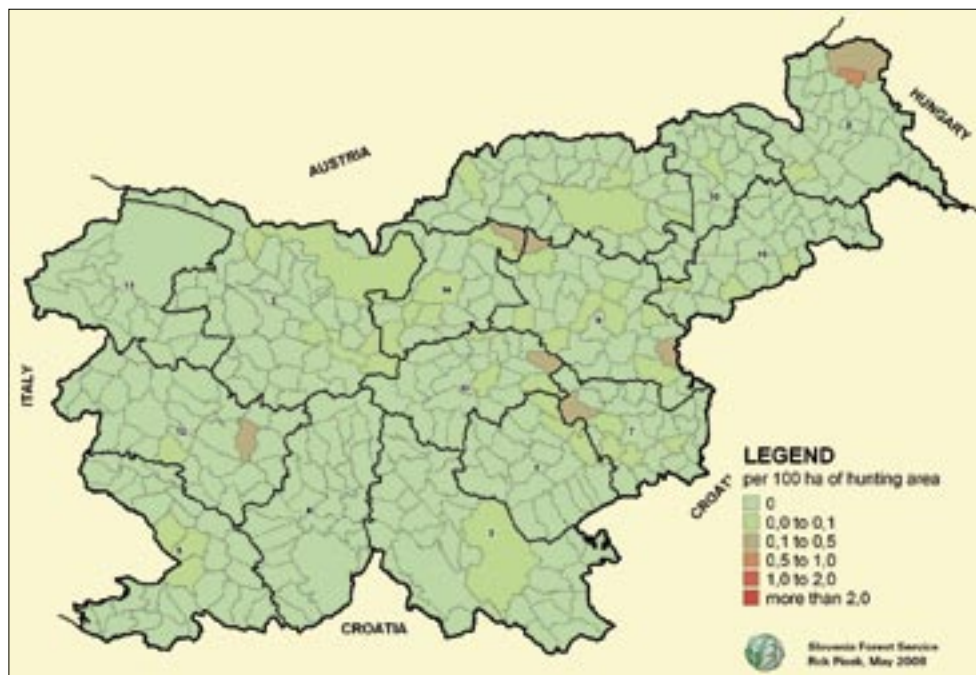 HUNGARY
AUSTRIA
ITALY
LEGEND
per 100 ha of hunting area
0
0,0 to 0,1
0,1 to 0,5
0,5 to 1,0
1,0 to 2,0
more than 2,0
CROATIA
Slovenia Forest Service
May 2008